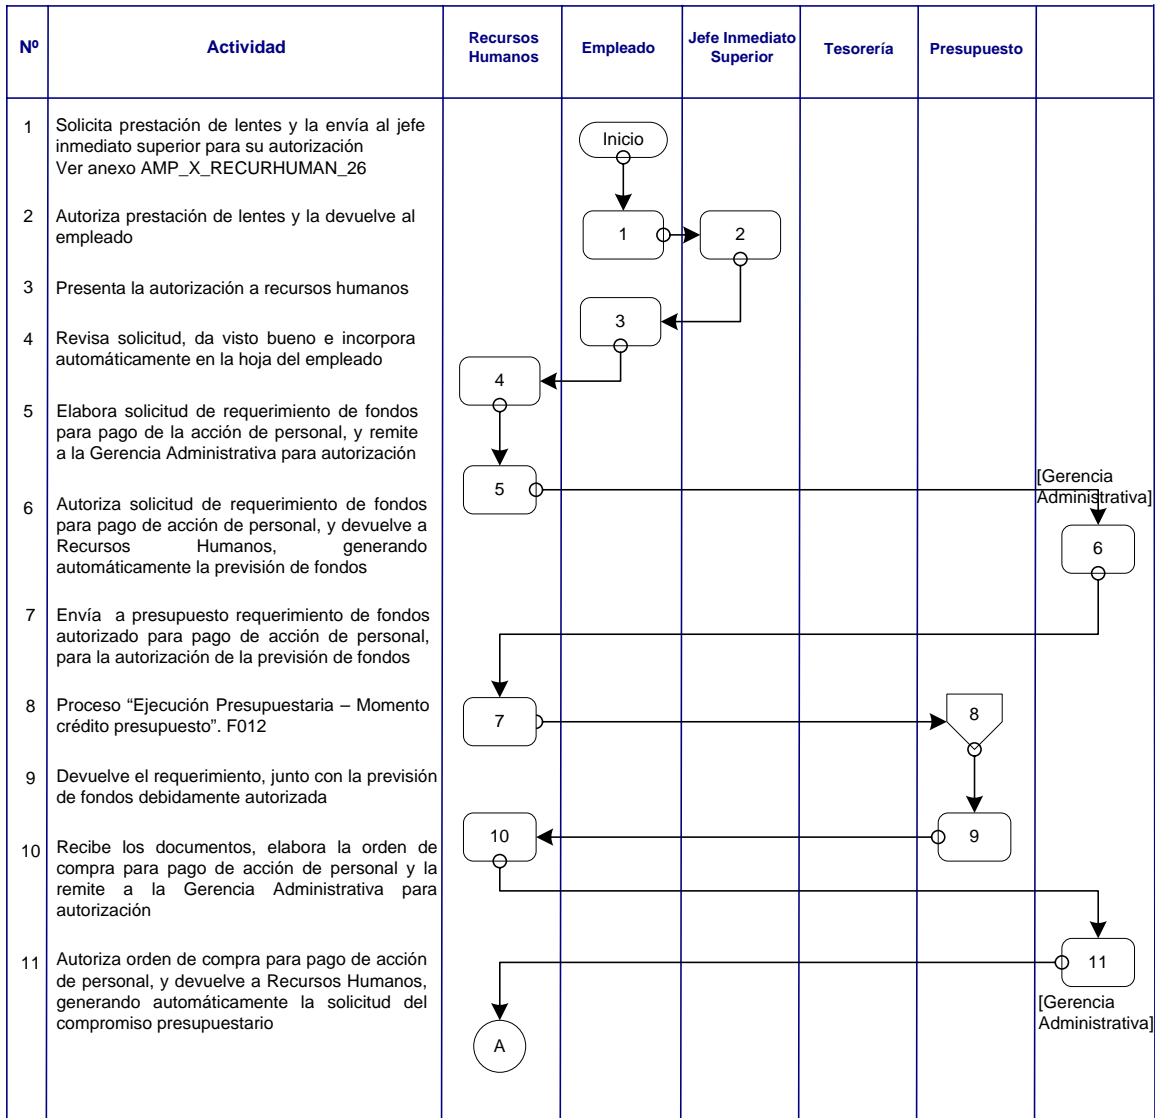 Nº
Actividad
Recursos
Humanos
Empleado
Jefe Inmediato
Superior
Tesorería
Presupuesto
1
Solicita prestación de lentes y la envía al jefe
inmediato superior para su autorización
Ver anexo AMP_X_RECURHUMAN_26
2
Autoriza prestación de lentes y la devuelve al
empleado
3
Presenta la autorización a recursos humanos
4
Revisa solicitud, da visto bueno e incorpora
automáticamente en la hoja del empleado
5
Elabora solicitud de requerimiento de fondos
para pago de la acción de personal, y remite
a la Gerencia Administrativa para autorización
6
Autoriza solicitud de requerimiento de fondos
para pago de acción de personal, y devuelve a
Recursos Humanos, generando
automáticamente la previsión de fondos
7
Envía a presupuesto requerimiento de fondos
autorizado para pago de acción de personal,
para la autorización de la previsión de fondos
8
Proceso “Ejecución Presupuestaria – Momento
crédito presupuesto”. F012
9
Devuelve el requerimiento, junto con la previsión
de fondos debidamente autorizada
10
Recibe los documentos, elabora la orden de
compra para pago de acción de personal y la
remite a la Gerencia Administrativa para
autorización
11
Autoriza orden de compra para pago de acción
de personal, y devuelve a Recursos Humanos,
generando automáticamente la solicitud del
compromiso presupuestario
Inicio
1
2
3
4
5
[Gerencia
Administrativa]
6
7
8
9
10
11
[Gerencia
Administrativa]
A